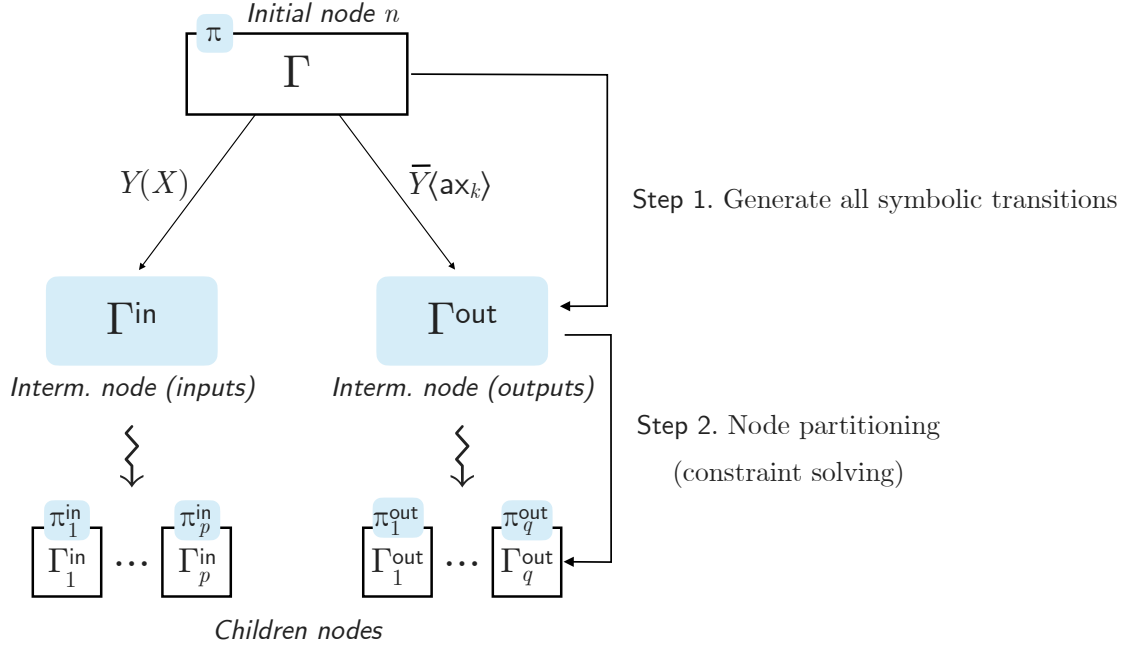 Initial node n
π
Γ
Y(X)
Y̅⟨ax_k⟩
Step 1. Generate all symbolic transitions
Γ^in
Γ^out
Interm. node (inputs)
Interm. node (outputs)
Step 2. Node partitioning
(constraint solving)
π_1^in
π_p^in
π_1^out
π_q^out
Γ_1^in ··· Γ_p^in
Γ_1^out ··· Γ_q^out
Children nodes